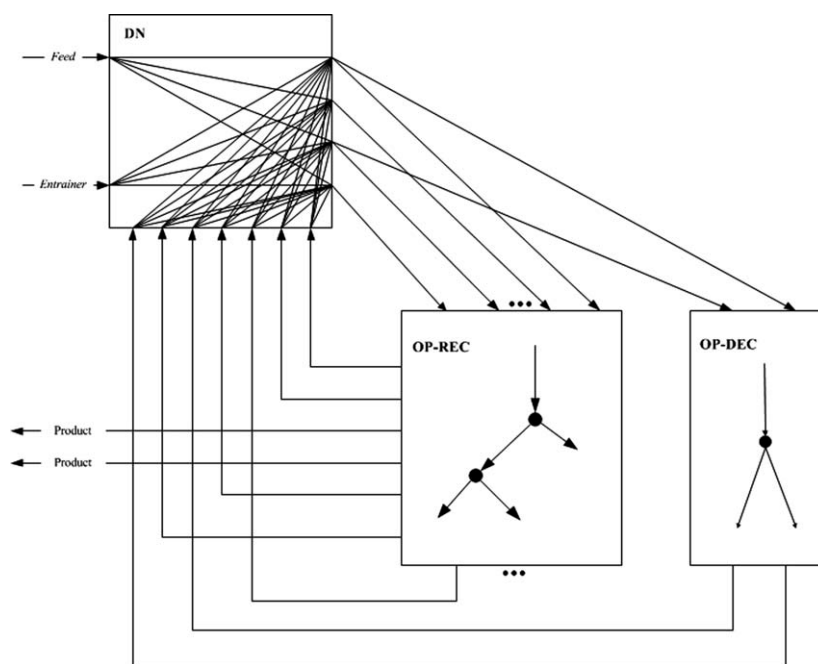 DN
Feed
Entrainer
OP-REC
OP-DEC
Product
Product